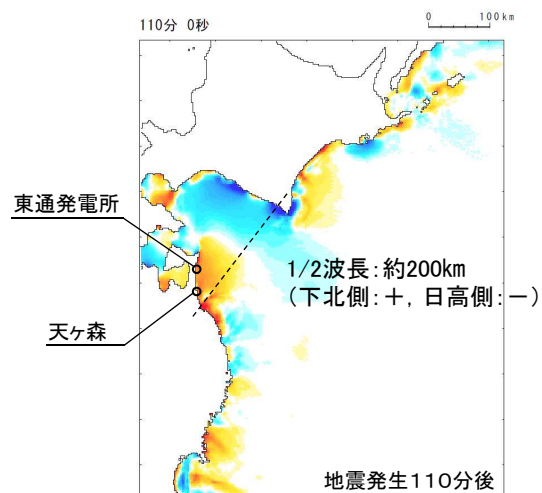 110分 0秒
0 100km
東通発電所
1/2波長：約200km
（下北側：＋，日高側：－）
天ヶ森
地震発生110分後